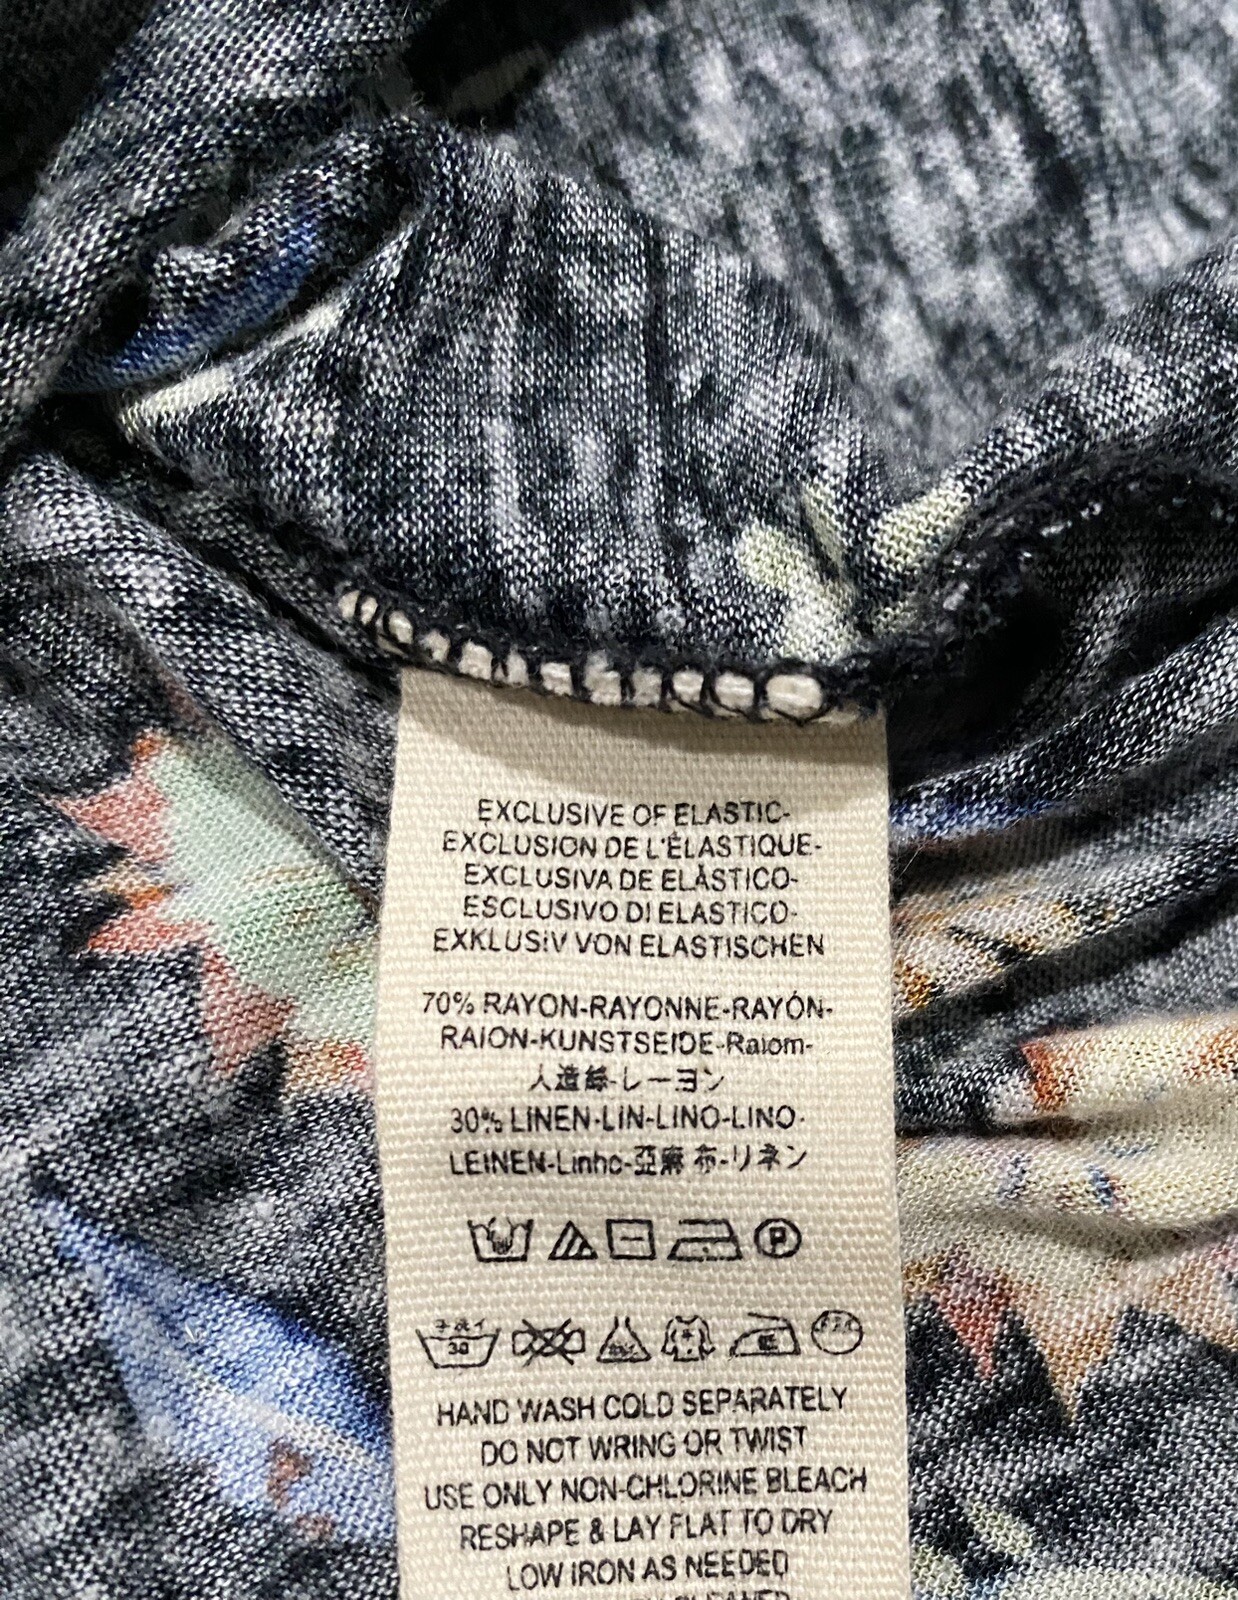 EXCLUSIVE OF ELASTIC-
EXCLUSION DE L'ÉLASTIQUE-
EXCLUSIVA DE ELÁSTICO-
ESCLUSIVO DI ELASTICO-
EXKLUSIV VON ELASTISCHEN
70% RAYON-RAYONNE-RAYÓN-
RAION-KUNSTSEIDE-Raiom-
人造絲-レーヨン
30% LINEN-LIN-LINO-LINO-
LEINEN-Linho-亞麻 布-リネン
P
30
HAND WASH COLD SEPARATELY
DO NOT WRING OR TWIST
USE ONLY NON-CHLORINE BLEACH
RESHAPE & LAY FLAT TO DRY
LOW IRON AS NEEDED